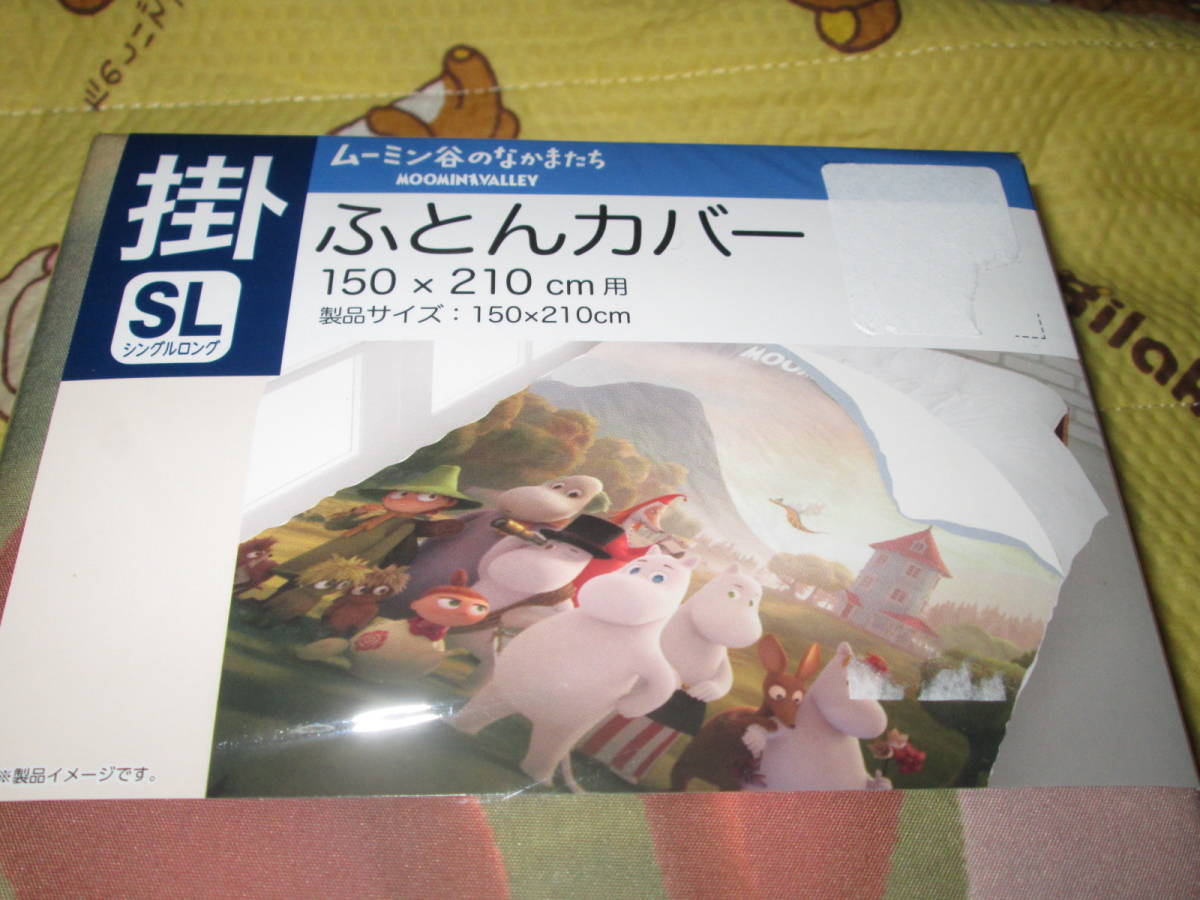 掛
SL
シングルロング
ムーミン谷のなかまたち
MOOMINVALLEY
ふとんカバー
150 × 210 cm 用
製品サイズ：150×210cm
※製品イメージです。